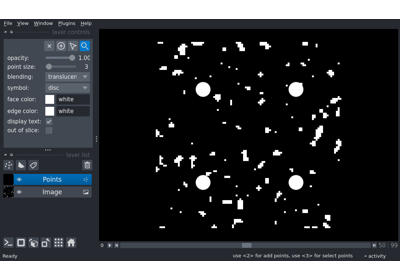 File View Window Plugins Help
layer controls
opacity: 1.00
point size: 3
blending: translucen
symbol: disc
face color: white
edge color: white
display text:
out of slice:
layer list
Points
Image
0 50 99
Ready use <2> for add points, use <3> for select points activity